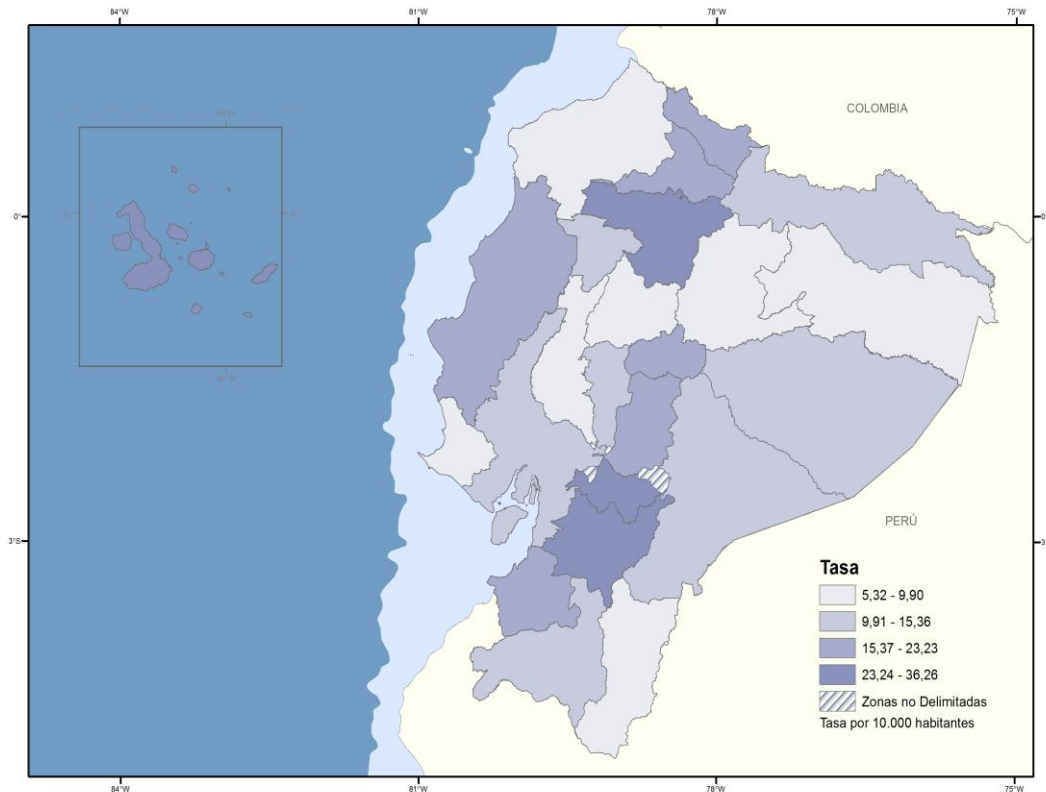 84°W
81°W
78°W
75°W
COLOMBIA
90°W
0°
0°
90°W
3°S
PERÚ
Tasa
5,32 - 9,90
9,91 - 15,36
15,37 - 23,23
23,24 - 36,26
Zonas no Delimitadas
Tasa por 10.000 habitantes
84°W
81°W
78°W
75°W